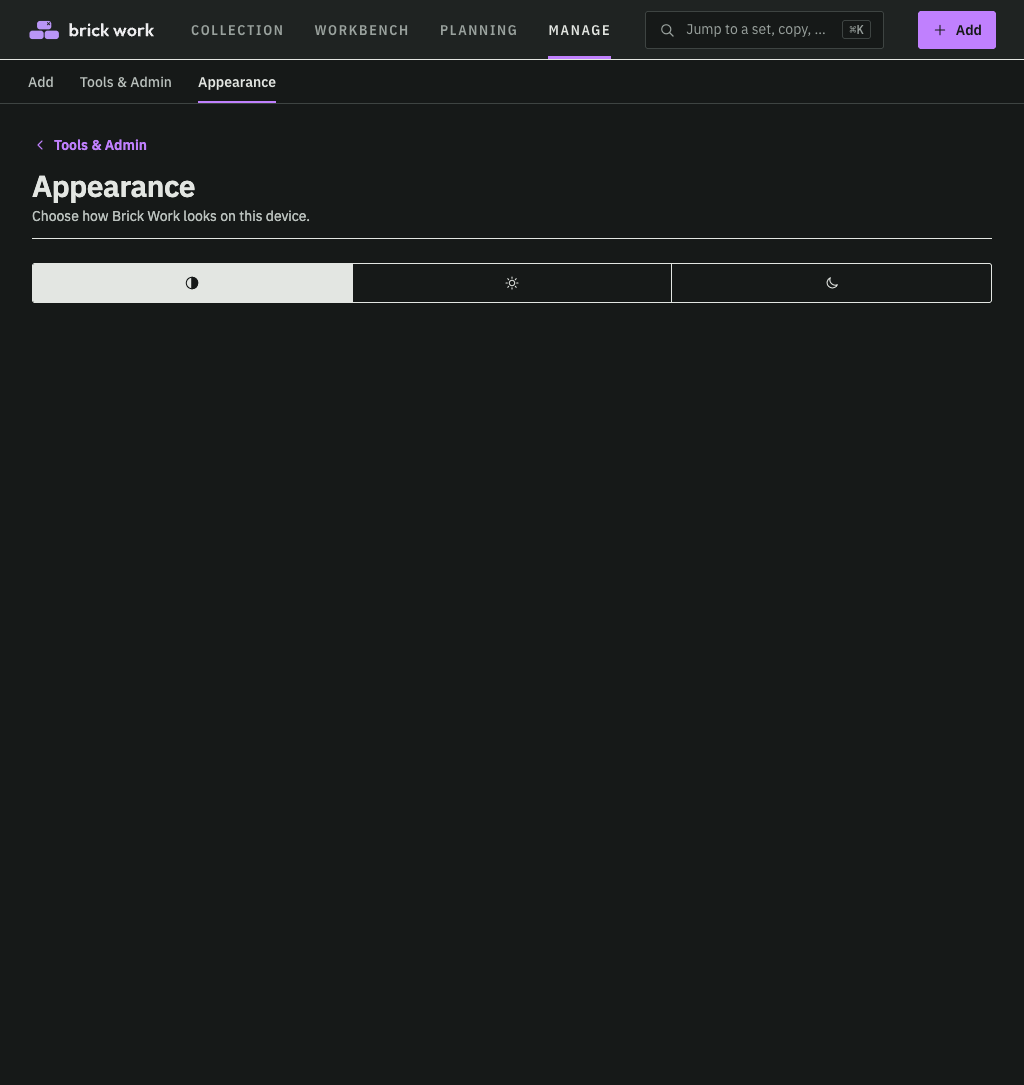 brick work
COLLECTION
WORKBENCH
PLANNING
MANAGE
Jump to a set, copy, ...
⌘K
Add
Add
Tools & Admin
Appearance
Tools & Admin
Appearance
Choose how Brick Work looks on this device.